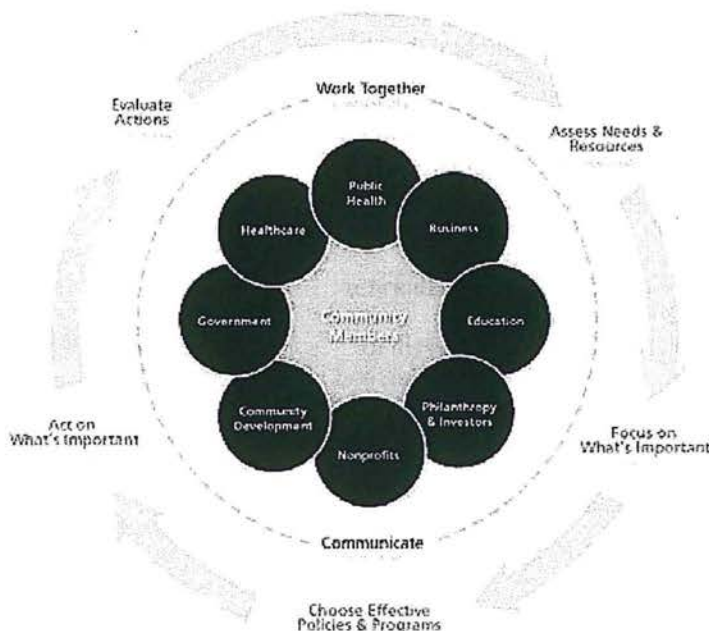 Work Together
Evaluate
Actions
Assess Needs &
Resources
Public
Health
Healthcare
Business
Government
Community
Members
Education
Community
Development
Philanthropy
& Investors
Nonprofits
Act on
What's Important
Focus on
What's Important
Communicate
Choose Effective
Policies & Programs